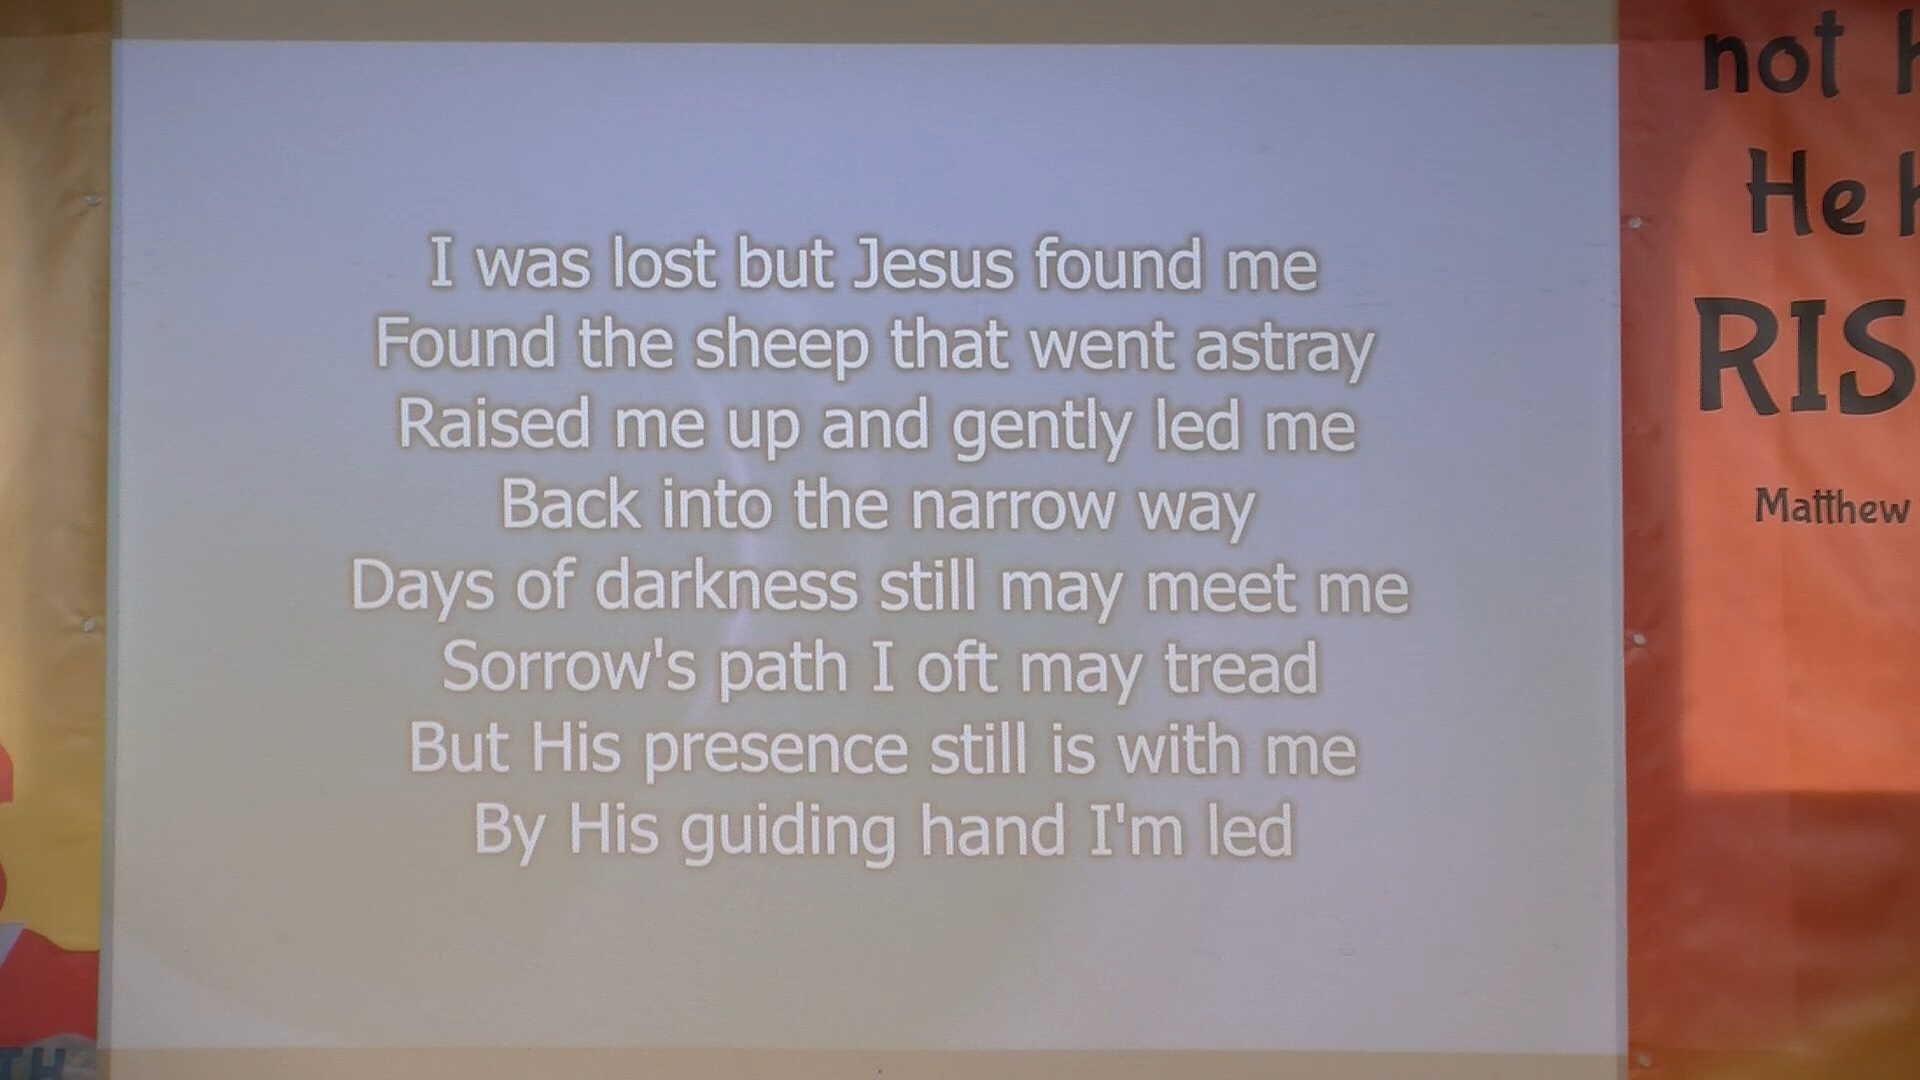 I was lost but Jesus found me
Found the sheep that went astray
Raised me up and gently led me
Back into the narrow way
Days of darkness still may meet me
Sorrow's path I oft may tread
But His presence still is with me
By His guiding hand I'm led
not
He
RIS
Matthew
TH